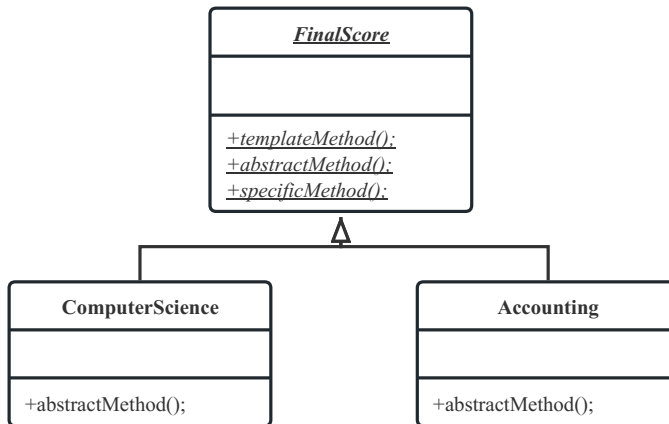 FinalScore
+templateMethod();
+abstractMethod();
+specificMethod();
ComputerScience
+abstractMethod();
Accounting
+abstractMethod();